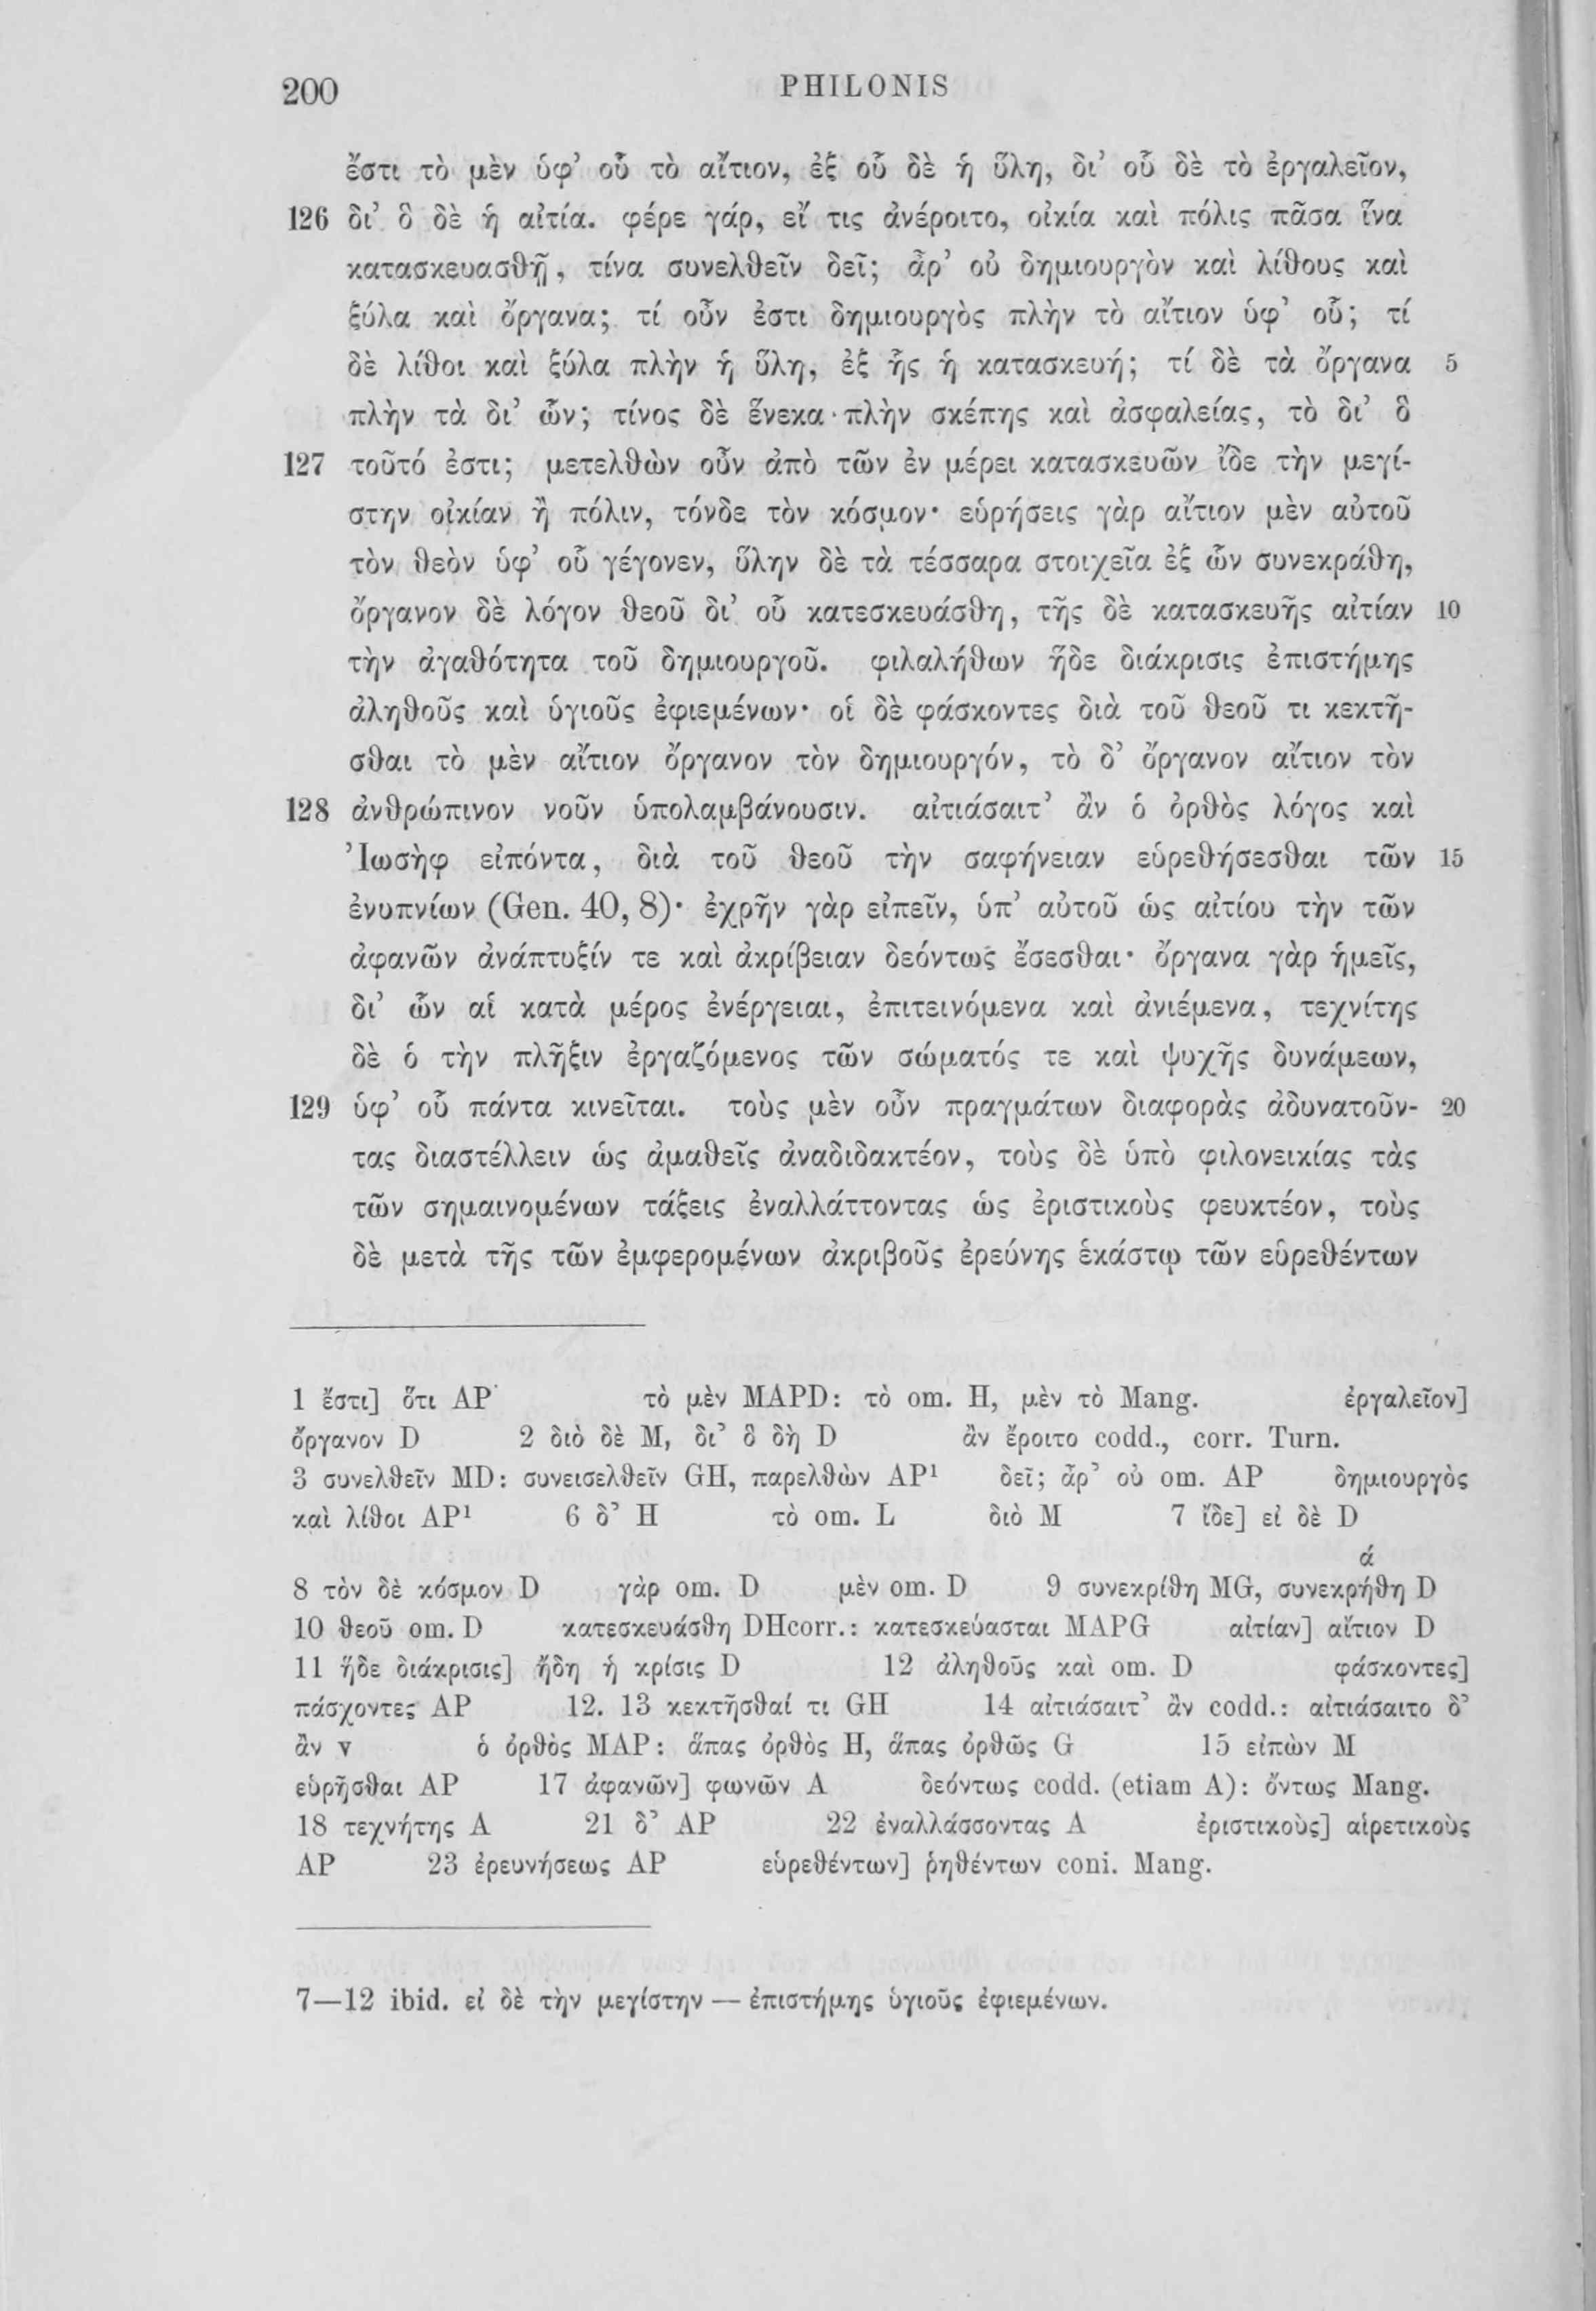 200 PHILONIS
ἔστι τὸ μὲν ὑφ’ οὗ τὸ αἴτιον, ἐξ οὗ δὲ ἡ ὕλη, δι’ οὗ δὲ τὸ ἐργαλεῖον,
126 δι’ ὃ δὲ ἡ αἰτία. φέρε γάρ, εἴ τις ἀνέροιτο, οἰκία καὶ πόλις πᾶσα ἵνα
κατασκευασθῇ, τίνα συνελθεῖν δεῖ; ἆρ’ οὐ δημιουργὸν καὶ λίθους καὶ
ξύλα καὶ ὄργανα; τί οὖν ἐστι δημιουργὸς πλὴν τὸ αἴτιον ὑφ’ οὗ; τί
δὲ λίθοι καὶ ξύλα πλὴν ἡ ὕλη, ἐξ ἧς ἡ κατασκευή; τί δὲ τὰ ὄργανα 5
πλὴν τὰ δι’ ὧν; τίνος δὲ ἕνεκα πλὴν σκέπης καὶ ἀσφαλείας, τὸ δι’ ὃ
127 τοῦτό ἐστι; μετελθὼν οὖν ἀπὸ τῶν ἐν μέρει κατασκευῶν ἴδε τὴν μεγί-
στην οἰκίαν ἢ πόλιν, τόνδε τὸν κόσμον· εὑρήσεις γὰρ αἴτιον μὲν αὐτοῦ
τὸν θεὸν ὑφ’ οὗ γέγονεν, ὕλην δὲ τὰ τέσσαρα στοιχεῖα ἐξ ὧν συνεκράθη,
ὄργανον δὲ λόγον θεοῦ δι’ οὗ κατεσκευάσθη, τῆς δὲ κατασκευῆς αἰτίαν 10
τὴν ἀγαθότητα τοῦ δημιουργοῦ. φιλαλήθων ἥδε διάκρισις ἐπιστήμης
ἀληθοῦς καὶ ὑγιοῦς ἐφιεμένων· οἱ δὲ φάσκοντες διὰ τοῦ θεοῦ τι κεκτῆ-
σθαι τὸ μὲν αἴτιον ὄργανον τὸν δημιουργόν, τὸ δ’ ὄργανον αἴτιον τὸν
128 ἀνθρώπινον νοῦν ὑπολαμβάνουσιν. αἰτιάσαιτ’ ἂν ὁ ὀρθὸς λόγος καὶ
Ἰωσὴφ εἰπόντα, διὰ τοῦ θεοῦ τὴν σαφήνειαν εὑρεθήσεσθαι τῶν 15
ἐνυπνίων (Gen. 40, 8)· ἐχρῆν γὰρ εἰπεῖν, ὑπ’ αὐτοῦ ὡς αἰτίου τὴν τῶν
ἀφανῶν ἀνάπτυξίν τε καὶ ἀκρίβειαν δεόντως ἔσεσθαι· ὄργανα γὰρ ἡμεῖς,
δι’ ὧν αἱ κατὰ μέρος ἐνέργειαι, ἐπιτεινόμενα καὶ ἀνιέμενα, τεχνίτης
δὲ ὁ τὴν πλῆξιν ἐργαζόμενος τῶν σώματός τε καὶ ψυχῆς δυνάμεων,
129 ὑφ’ οὗ πάντα κινεῖται. τοὺς μὲν οὖν πραγμάτων διαφορὰς ἀδυνατοῦν- 20
τας διαστέλλειν ὡς ἀμαθεῖς ἀναδιδακτέον, τοὺς δὲ ὑπὸ φιλονεικίας τὰς
τῶν σημαινομένων τάξεις ἐναλλάττοντας ὡς ἐριστικοὺς φευκτέον, τοὺς
δὲ μετὰ τῆς τῶν ἐμφερομένων ἀκριβοῦς ἐρεύνης ἑκάστῳ τῶν εὑρεθέντων
1 ἔστι] ὅτι AP τὸ μὲν MAPD: τὸ om. H, μὲν τὸ Mang. ἐργαλεῖον]
ὄργανον D 2 διὸ δὲ M, δι’ ὃ δὴ D ἂν ἔροιτο codd., corr. Turn.
3 συνελθεῖν MD: συνεισελθεῖν GH, παρελθὼν AP¹ δεῖ; ἆρ’ οὐ om. AP δημιουργὸς
καὶ λίθοι AP¹ 6 δ’ H τὸ om. L διὸ M 7 ἴδε] εἰ δὲ D
ά
8 τὸν δὲ κόσμον D γὰρ om. D μὲν om. D 9 συνεκρίθη MG, συνεκρήθη D
10 θεοῦ om. D κατεσκευάσθη DHcorr.: κατεσκεύασται MAPG αἰτίαν] αἴτιον D
11 ἥδε διάκρισις] ἤδη ἡ κρίσις D 12 ἀληθοῦς καὶ om. D φάσκοντες]
πάσχοντες AP 12. 13 κεκτῆσθαί τι GH 14 αἰτιάσαιτ’ ἂν codd.: αἰτιάσαιτο δ’
ἂν v ὁ ὀρθὸς MAP: ἅπας ὀρθὸς H, ἅπας ὀρθῶς G 15 εἰπὼν M
εὑρῆσθαι AP 17 ἀφανῶν] φωνῶν A δεόντως codd. (etiam A): ὄντως Mang.
18 τεχνήτης A 21 δ’ AP 22 ἐναλλάσσοντας A ἐριστικοὺς] αἱρετικοὺς
AP 23 ἐρευνήσεως AP εὑρεθέντων] ῥηθέντων coni. Mang.
7—12 ibid. εἰ δὲ τὴν μεγίστην — ἐπιστήμης ὑγιοῦς ἐφιεμένων.